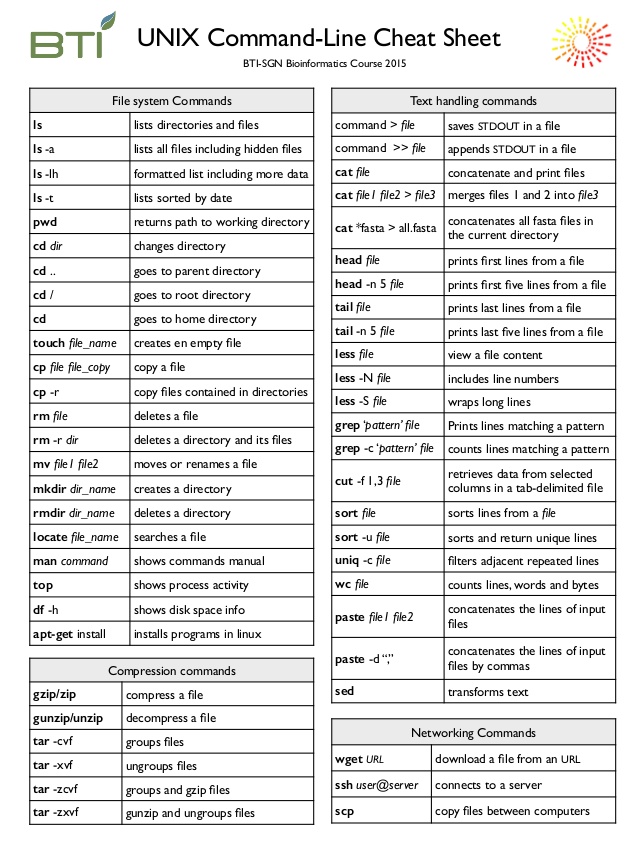 BTI
UNIX Command-Line Cheat Sheet
BTI-SGN Bioinformatics Course 2015
File system Commands
ls lists directories and files
ls -a lists all files including hidden files
ls -lh formatted list including more data
ls -t lists sorted by date
pwd returns path to working directory
cd dir changes directory
cd .. goes to parent directory
cd / goes to root directory
cd goes to home directory
touch file_name creates en empty file
cp file file_copy copy a file
cp -r copy files contained in directories
rm file deletes a file
rm -r dir deletes a directory and its files
mv file1 file2 moves or renames a file
mkdir dir_name creates a directory
rmdir dir_name deletes a directory
locate file_name searches a file
man command shows commands manual
top shows process activity
df -h shows disk space info
apt-get install installs programs in linux
Compression commands
gzip/zip compress a file
gunzip/unzip decompress a file
tar -cvf groups files
tar -xvf ungroups files
tar -zcvf groups and gzip files
tar -zxvf gunzip and ungroups files
Text handling commands
command > file saves STDOUT in a file
command >> file appends STDOUT in a file
cat file concatenate and print files
cat file1 file2 > file3 merges files 1 and 2 into file3
cat *fasta > all.fasta concatenates all fasta files in
the current directory
head file prints first lines from a file
head -n 5 file prints first five lines from a file
tail file prints last lines from a file
tail -n 5 file prints last five lines from a file
less file view a file content
less -N file includes line numbers
less -S file wraps long lines
grep ‘pattern’ file Prints lines matching a pattern
grep -c ‘pattern’ file counts lines matching a pattern
cut -f 1,3 file retrieves data from selected
columns in a tab-delimited file
sort file sorts lines from a file
sort -u file sorts and return unique lines
uniq -c file filters adjacent repeated lines
wc file counts lines, words and bytes
paste file1 file2 concatenates the lines of input
files
paste -d “,” concatenates the lines of input
files by commas
sed transforms text
Networking Commands
wget URL download a file from an URL
ssh user@server connects to a server
scp copy files between computers